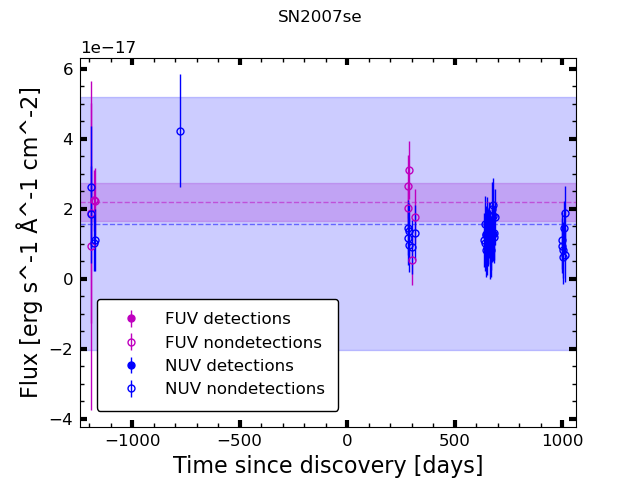 SN2007se
1e−17
6
4
2
0
−2
−4
Flux [erg s^-1 Å^-1 cm^-2]
FUV detections
FUV nondetections
NUV detections
NUV nondetections
−1000
−500
0
500
1000
Time since discovery [days]